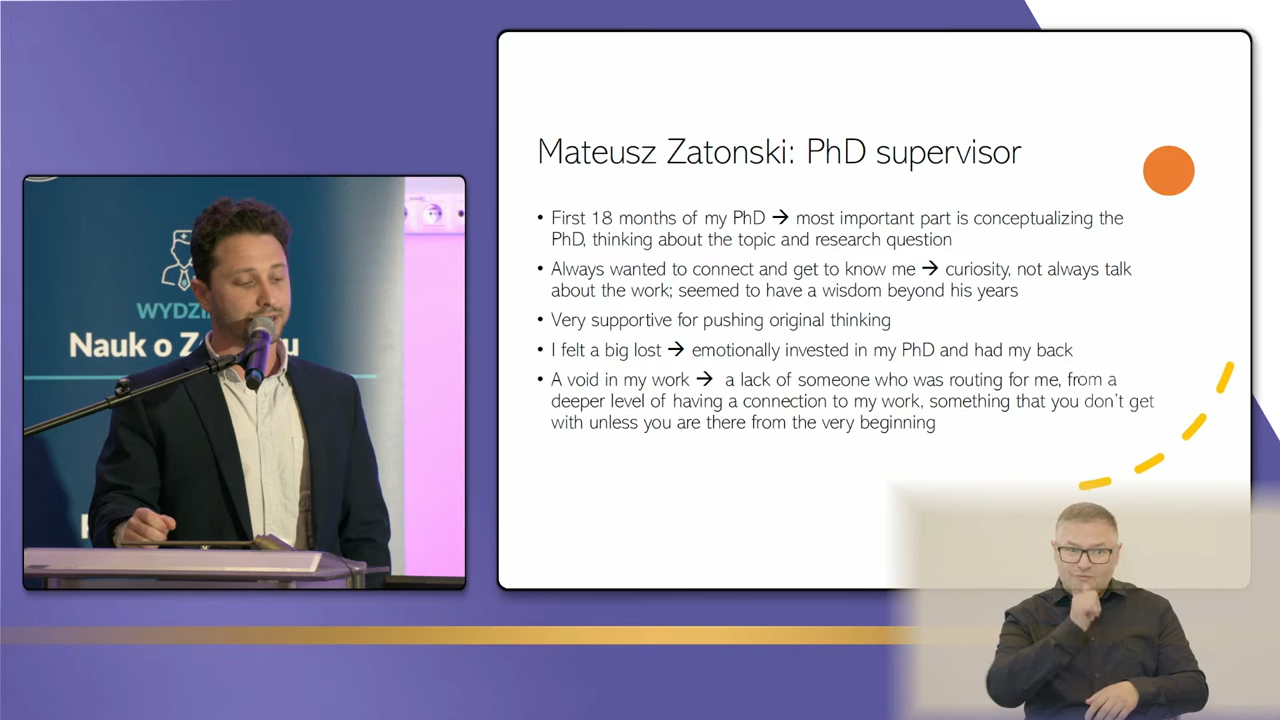 WYDZI
Nauk o Z u
Mateusz Zatonski: PhD supervisor
• First 18 months of my PhD → most important part is conceptualizing the
PhD, thinking about the topic and research question
• Always wanted to connect and get to know me → curiosity, not always talk
about the work; seemed to have a wisdom beyond his years
• Very supportive for pushing original thinking
• I felt a big lost → emotionally invested in my PhD and had my back
• A void in my work → a lack of someone who was routing for me, from a
deeper level of having a connection to my work, something that you don't get
with unless you are there from the very beginning